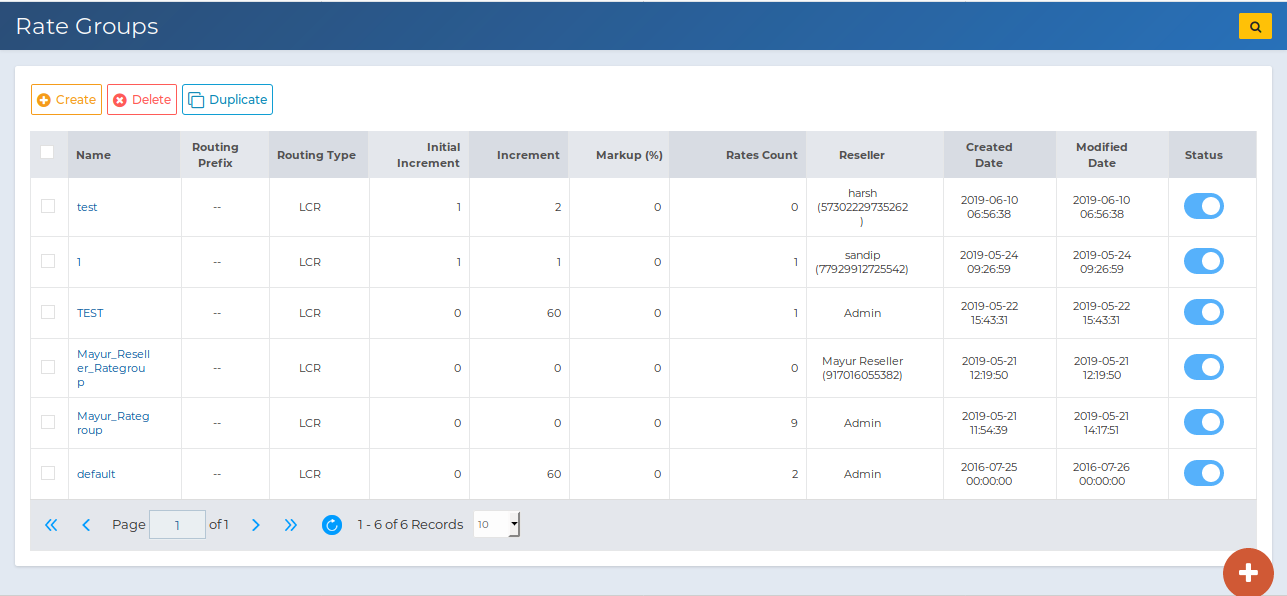 Rate Groups
Create Delete Duplicate
Name Routing Prefix Routing Type Initial Increment Increment Markup (%) Rates Count Reseller Created Date Modified Date Status
test -- LCR 1 2 0 0 harsh (57302229735262 ) 2019-06-10 06:56:38 2019-06-10 06:56:38
1 -- LCR 1 1 0 1 sandip (77929912725542) 2019-05-24 09:26:59 2019-05-24 09:26:59
TEST -- LCR 0 60 0 1 Admin 2019-05-22 15:43:31 2019-05-22 15:43:31
Mayur_Resell er_Rategrou p -- LCR 0 0 0 0 Mayur Reseller (917016055382) 2019-05-21 12:19:50 2019-05-21 12:19:50
Mayur_Rateg roup -- LCR 0 0 0 9 Admin 2019-05-21 11:54:39 2019-05-21 14:17:51
default -- LCR 0 60 0 2 Admin 2016-07-25 00:00:00 2016-07-26 00:00:00
Page 1 of 1 1 - 6 of 6 Records 10